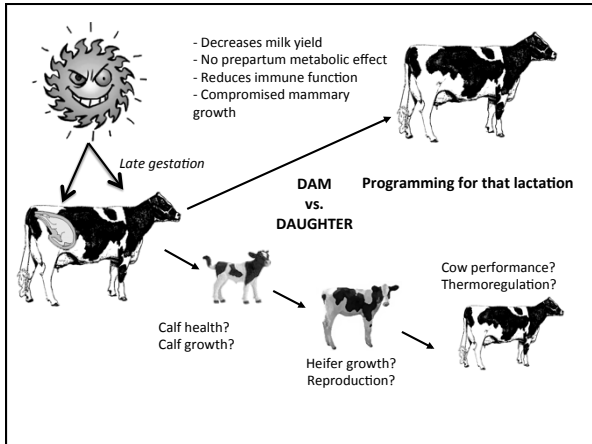 - Decreases milk yield
- No prepartum metabolic effect
- Reduces immune function
- Compromised mammary
growth
Late gestation
DAM
vs.
DAUGHTER
Programming for that lactation
Calf health?
Calf growth?
Heifer growth?
Reproduction?
Cow performance?
Thermoregulation?